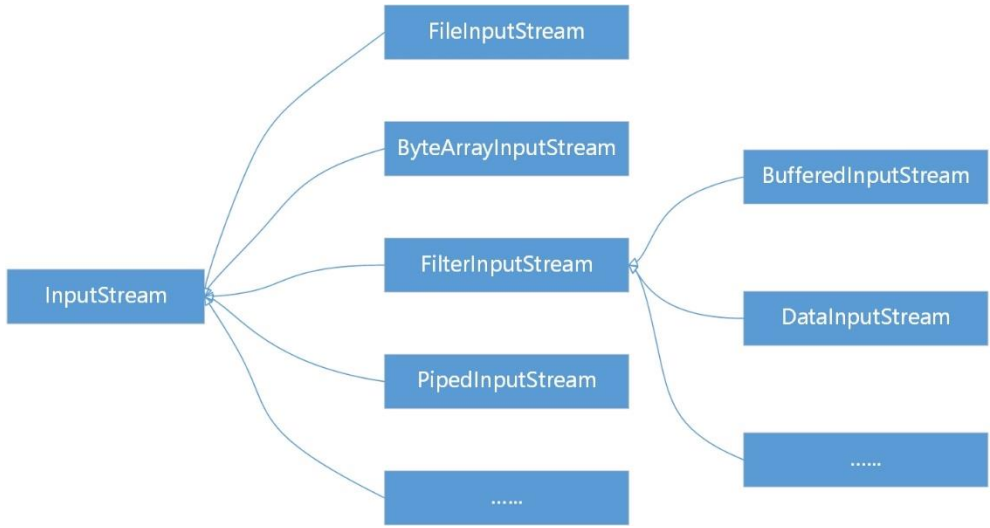 FileInputStream
ByteArrayInputStream
BufferedInputStream
FilterInputStream
InputStream
DataInputStream
PipedInputStream
......
......